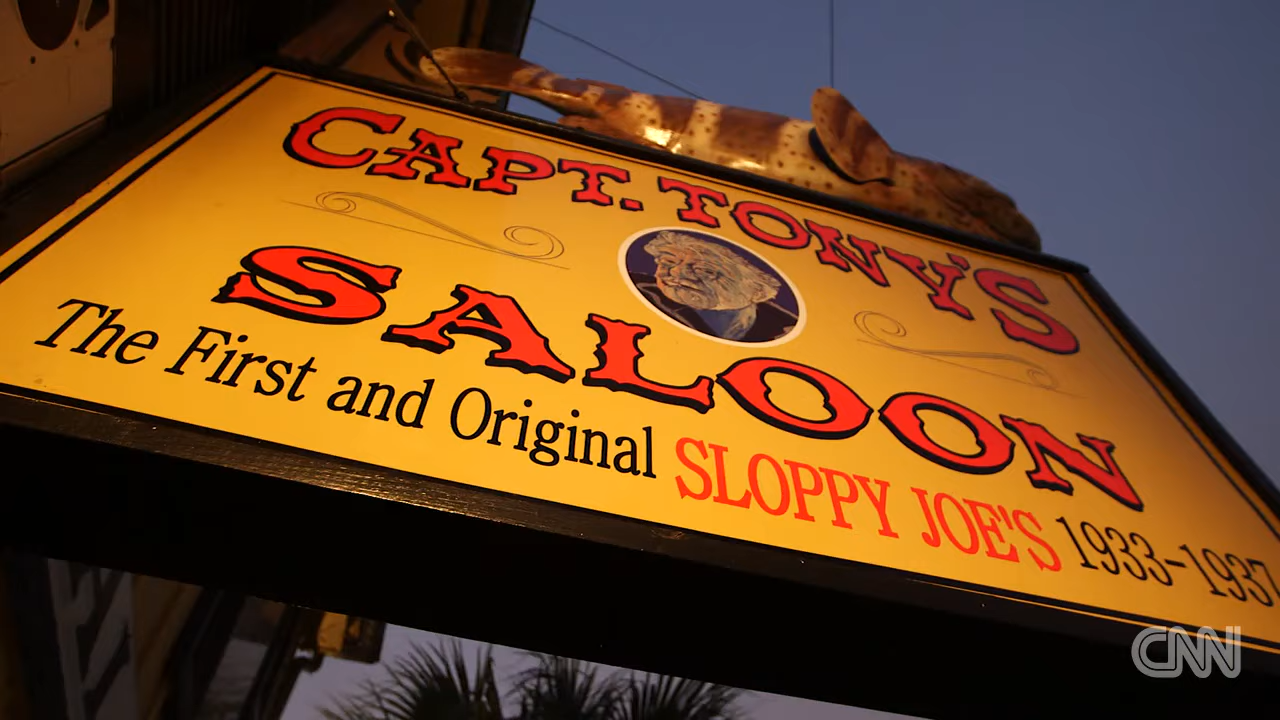 CAPT. TONY'S
SALOON
The First and Original SLOPPY JOE'S 1933-1937
CNN